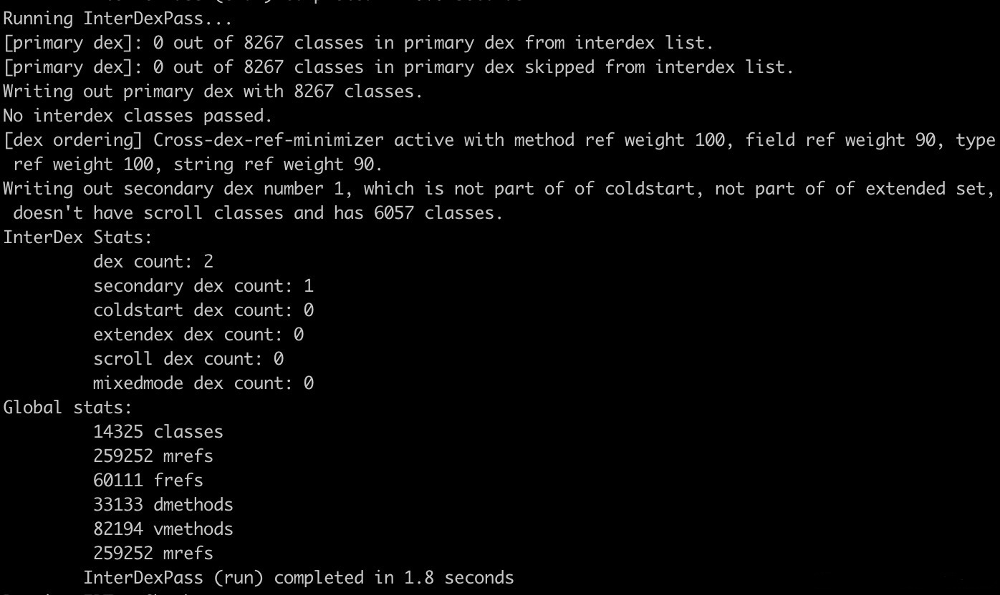 Running InterDexPass...
[primary dex]: 0 out of 8267 classes in primary dex from interdex list.
[primary dex]: 0 out of 8267 classes in primary dex skipped from interdex list.
Writing out primary dex with 8267 classes.
No interdex classes passed.
[dex ordering] Cross-dex-ref-minimizer active with method ref weight 100, field ref weight 90, type
ref weight 100, string ref weight 90.
Writing out secondary dex number 1, which is not part of of coldstart, not part of of extended set,
doesn't have scroll classes and has 6057 classes.
InterDex Stats:
dex count: 2
secondary dex count: 1
coldstart dex count: 0
extendex dex count: 0
scroll dex count: 0
mixedmode dex count: 0
Global stats:
14325 classes
259252 mrefs
60111 frefs
33133 dmethods
82194 vmethods
259252 mrefs
InterDexPass (run) completed in 1.8 seconds